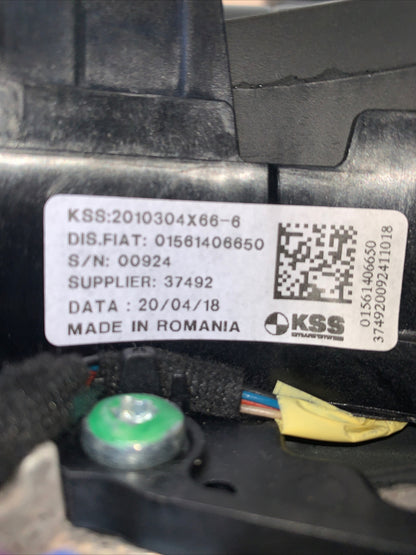 KSS:2010304X66-6
DIS.FIAT: 01561406650
S/N: 00924
SUPPLIER: 37492
DATA : 20/04/18
MADE IN ROMANIA
KSS
01561406650
374920092411018